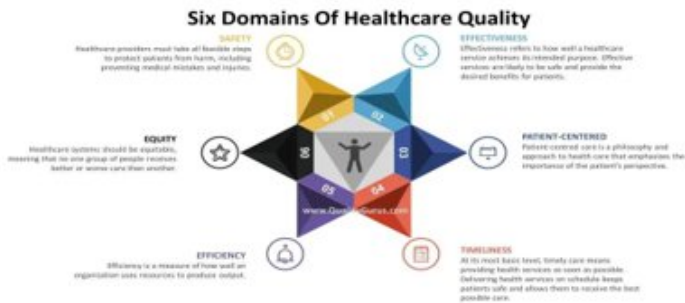 Six Domains Of Healthcare Quality
SAFETY
Healthcare providers must take all feasible steps
to protect patients from harm, including
preventing medical mistakes and injuries.
EFFECTIVENESS
Effectiveness refers to how well a healthcare
service achieves its intended purpose. Effective
services are likely to be safe and provide the
desired benefits for patients.
01
02
EQUITY
Healthcare systems should be equitable,
meaning that no one group of people receives
better or worse care than another.
06
03
PATIENT-CENTERED
Patient-centred care is a philosophy and
approach to health care that emphasizes the
importance of the patient's perspective.
05
04
www.QualityGurus.com
EFFICIENCY
Efficiency is a measure of how well an
organization uses resources to produce output.
TIMELINESS
At its most basic level, timely care means
providing health services as soon as possible.
Delivering health services on schedule keeps
patients safe and allows them to receive the best
possible care.